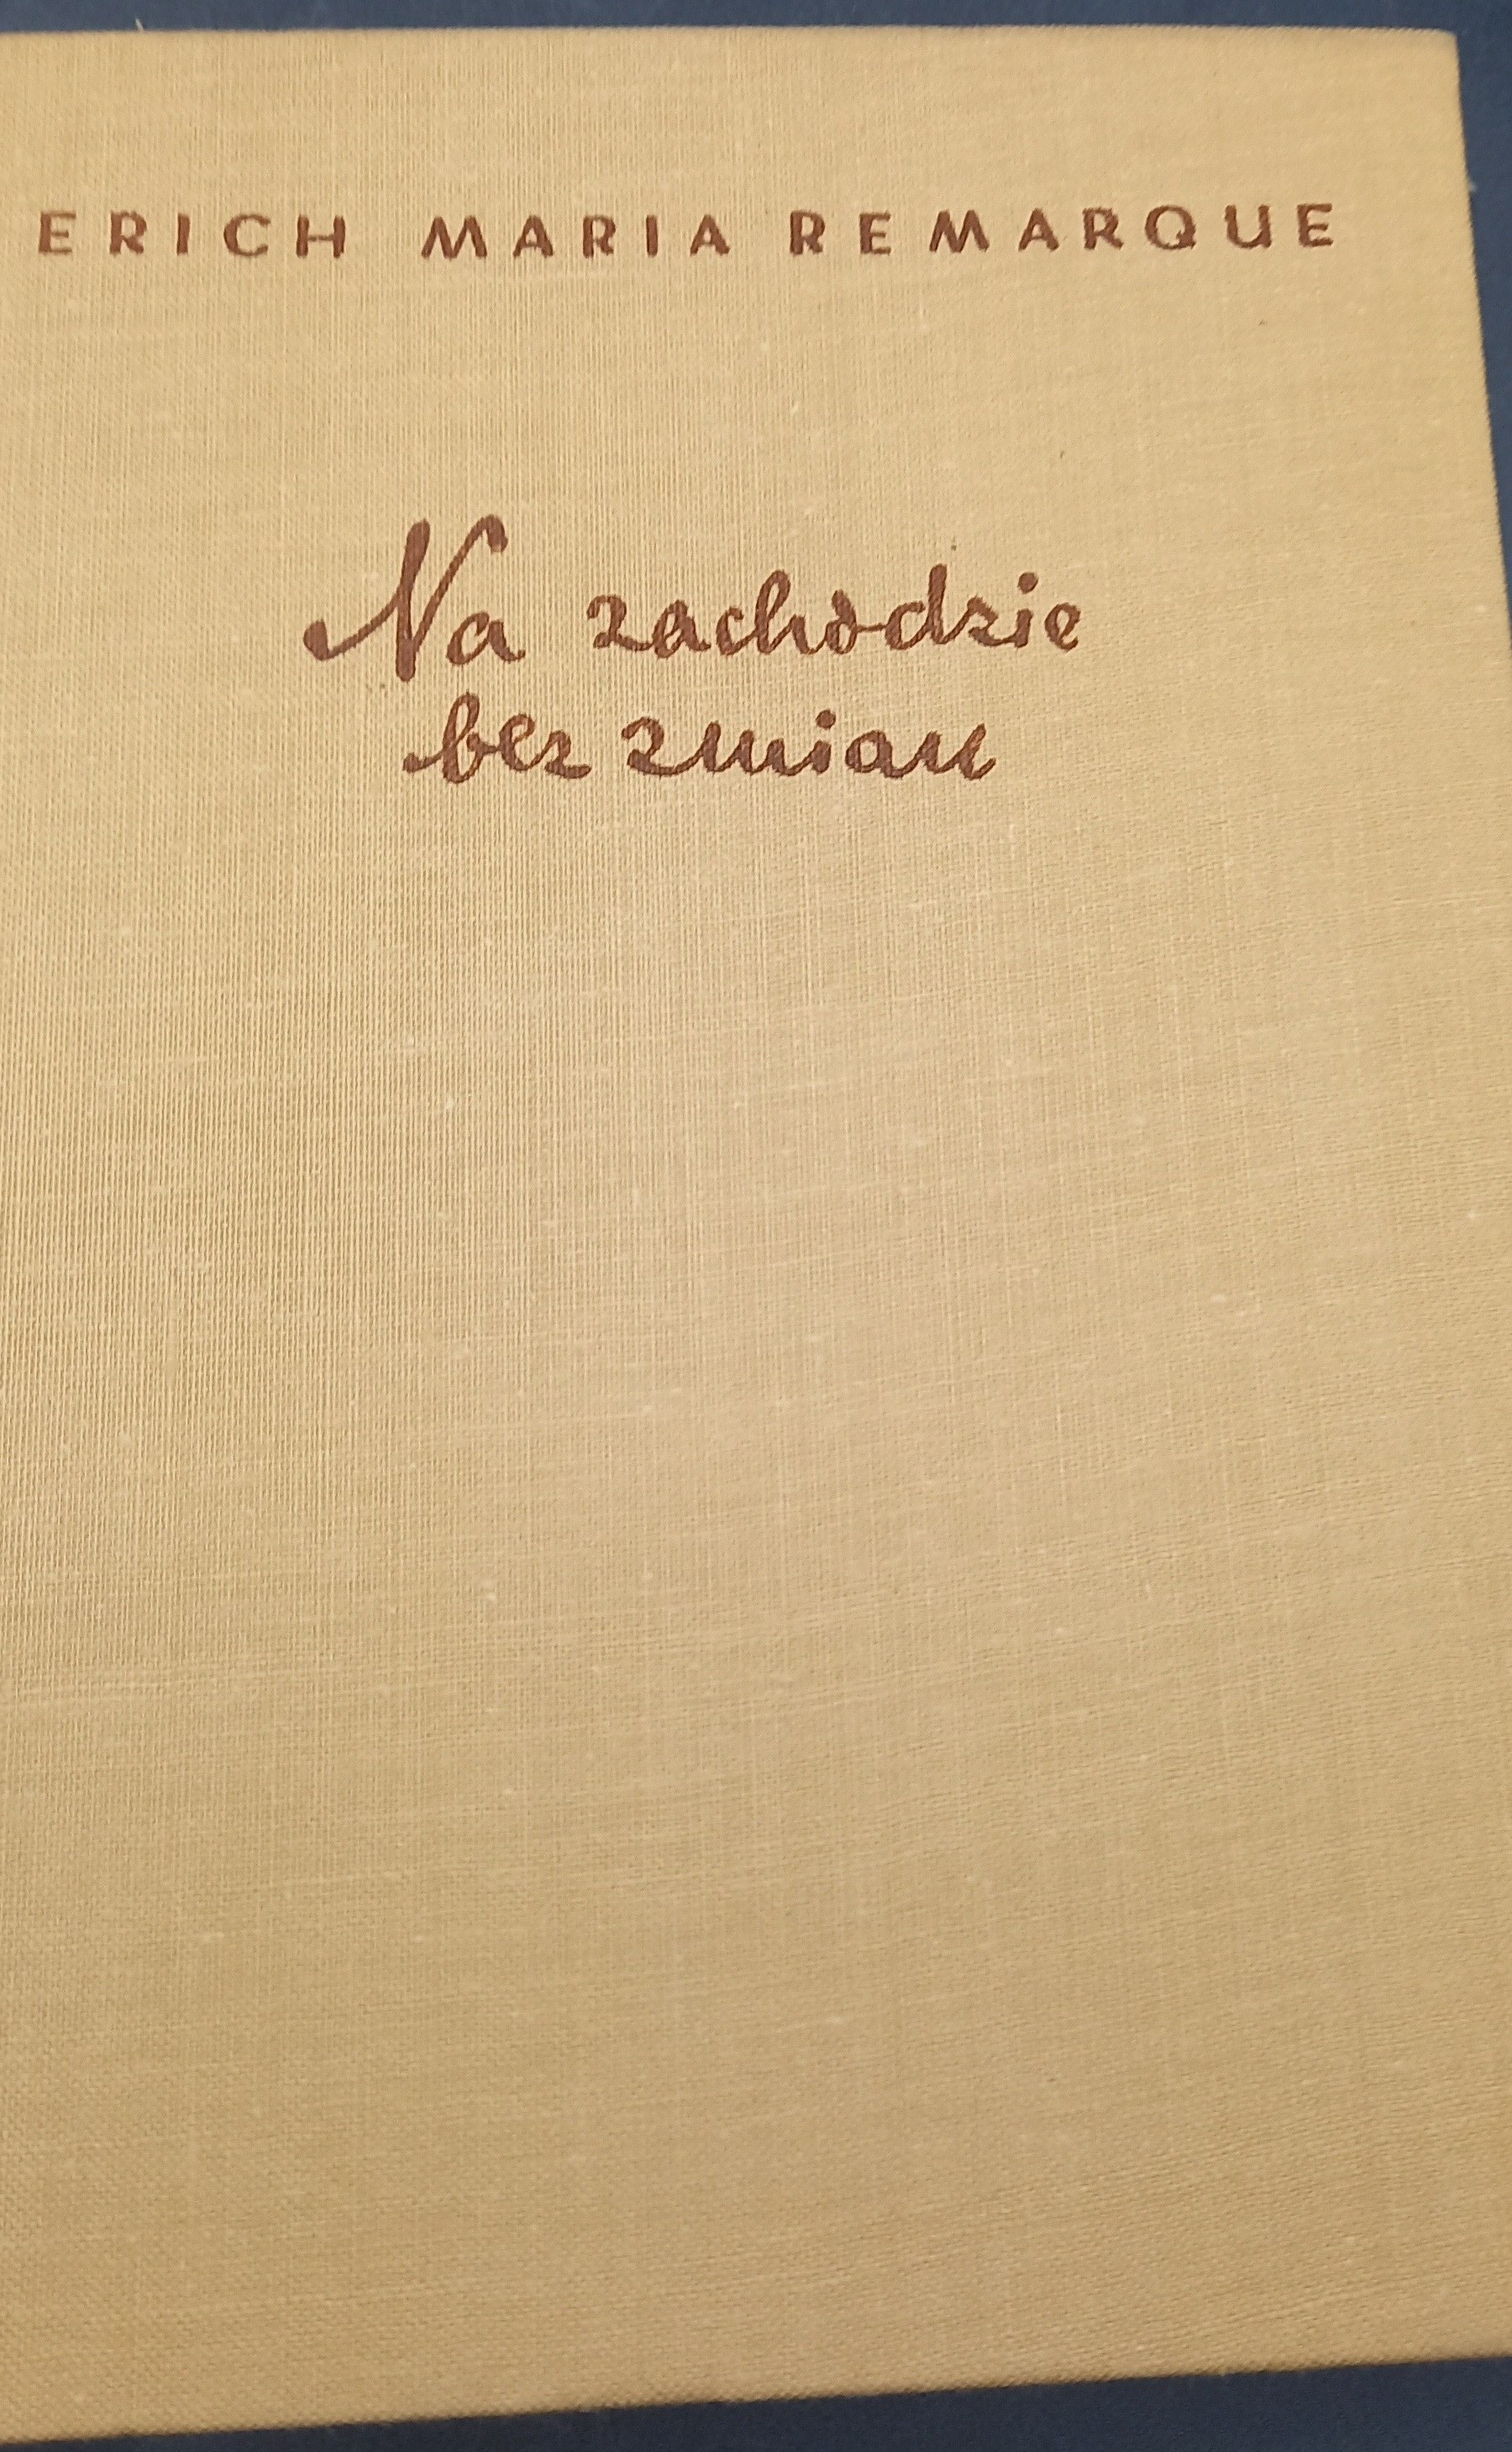 ERICH MARIA REMARQUE
Na zachodzie
bez zmian